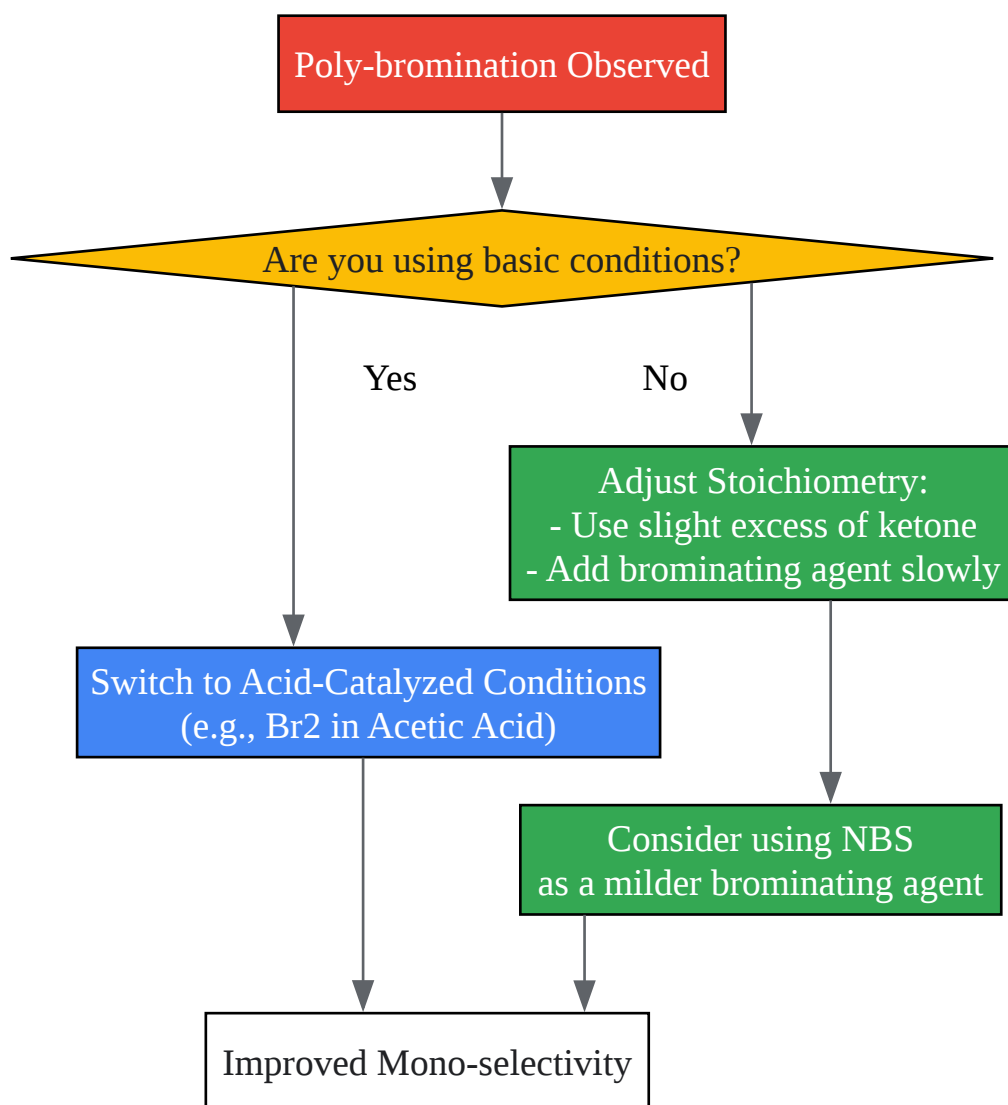 Poly-bromination Observed
Are you using basic conditions?
Yes
No
Adjust Stoichiometry:
- Use slight excess of ketone
- Add brominating agent slowly
Switch to Acid-Catalyzed Conditions
(e.g., Br2 in Acetic Acid)
Consider using NBS
as a milder brominating agent
Improved Mono-selectivity